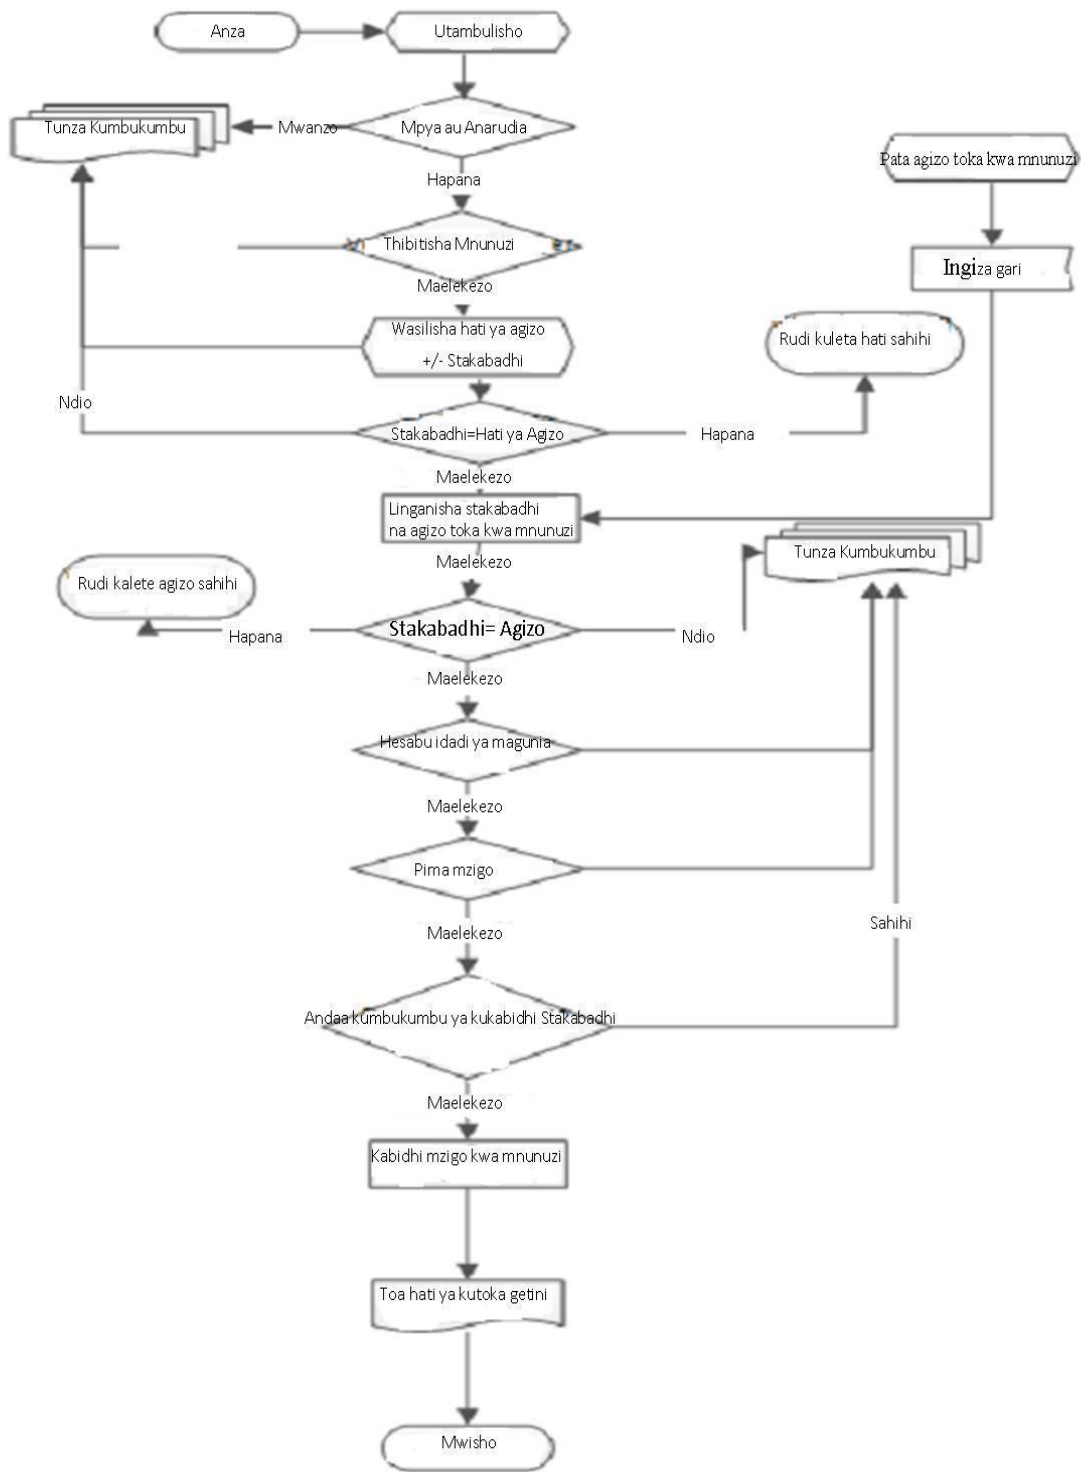 Anza
Utambulisho
Tunza Kumbukumbu
Mwanzo
Mpya au Anarudia
Hapana
Pata agizo toka kwa mnunuzi
Thibitisha Mnunuzi
Ingiza gari
Maelekezo
Wasilisha hati ya agizo
+/- Stakabadhi
Rudi kuleta hati sahihi
Ndio
Stakabadhi=Hati ya Agizo
Hapana
Maelekezo
Linganisha stakabadhi
na agizo toka kwa mnunuzi
Maelekezo
Tunza Kumbukumbu
Rudi kalete agizo sahihi
Hapana
Stakabadhi= Agizo
Ndio
Maelekezo
Hesabu idadi ya magunia
Maelekezo
Pima mzigo
Maelekezo
Sahihi
Andaa kumbukumbu ya kukabidhi Stakabadhi
Maelekezo
Kabidhi mzigo kwa mnunuzi
Toa hati ya kutoka getini
Mwisho